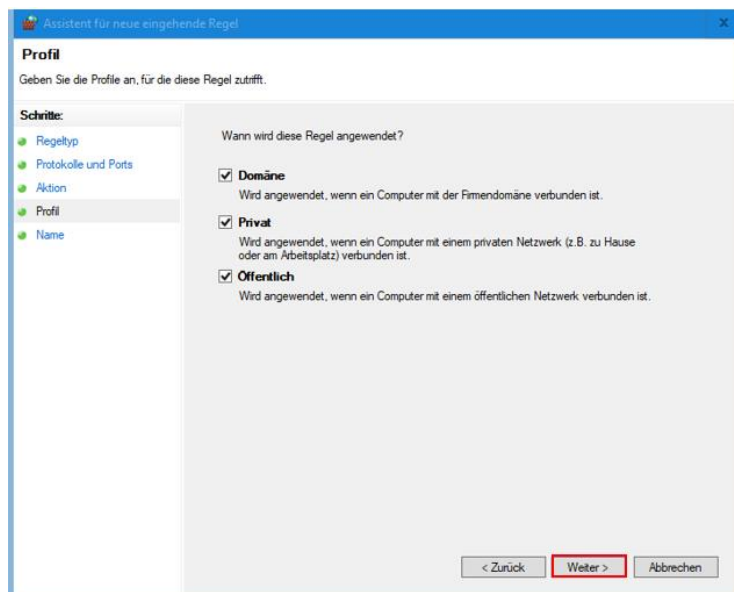 Assistent für neue eingehende Regel
x
Profil
Geben Sie die Profile an, für die diese Regel zutrifft.
Schritte:
Regeltyp
Protokolle und Ports
Aktion
Profil
Name
Wann wird diese Regel angewendet?
Domäne
Wird angewendet, wenn ein Computer mit der Firmendomäne verbunden ist.
Privat
Wird angewendet, wenn ein Computer mit einem privaten Netzwerk (z.B. zu Hause
oder am Arbeitsplatz) verbunden ist.
Öffentlich
Wird angewendet, wenn ein Computer mit einem öffentlichen Netzwerk verbunden ist.
< Zurück
Weiter >
Abbrechen